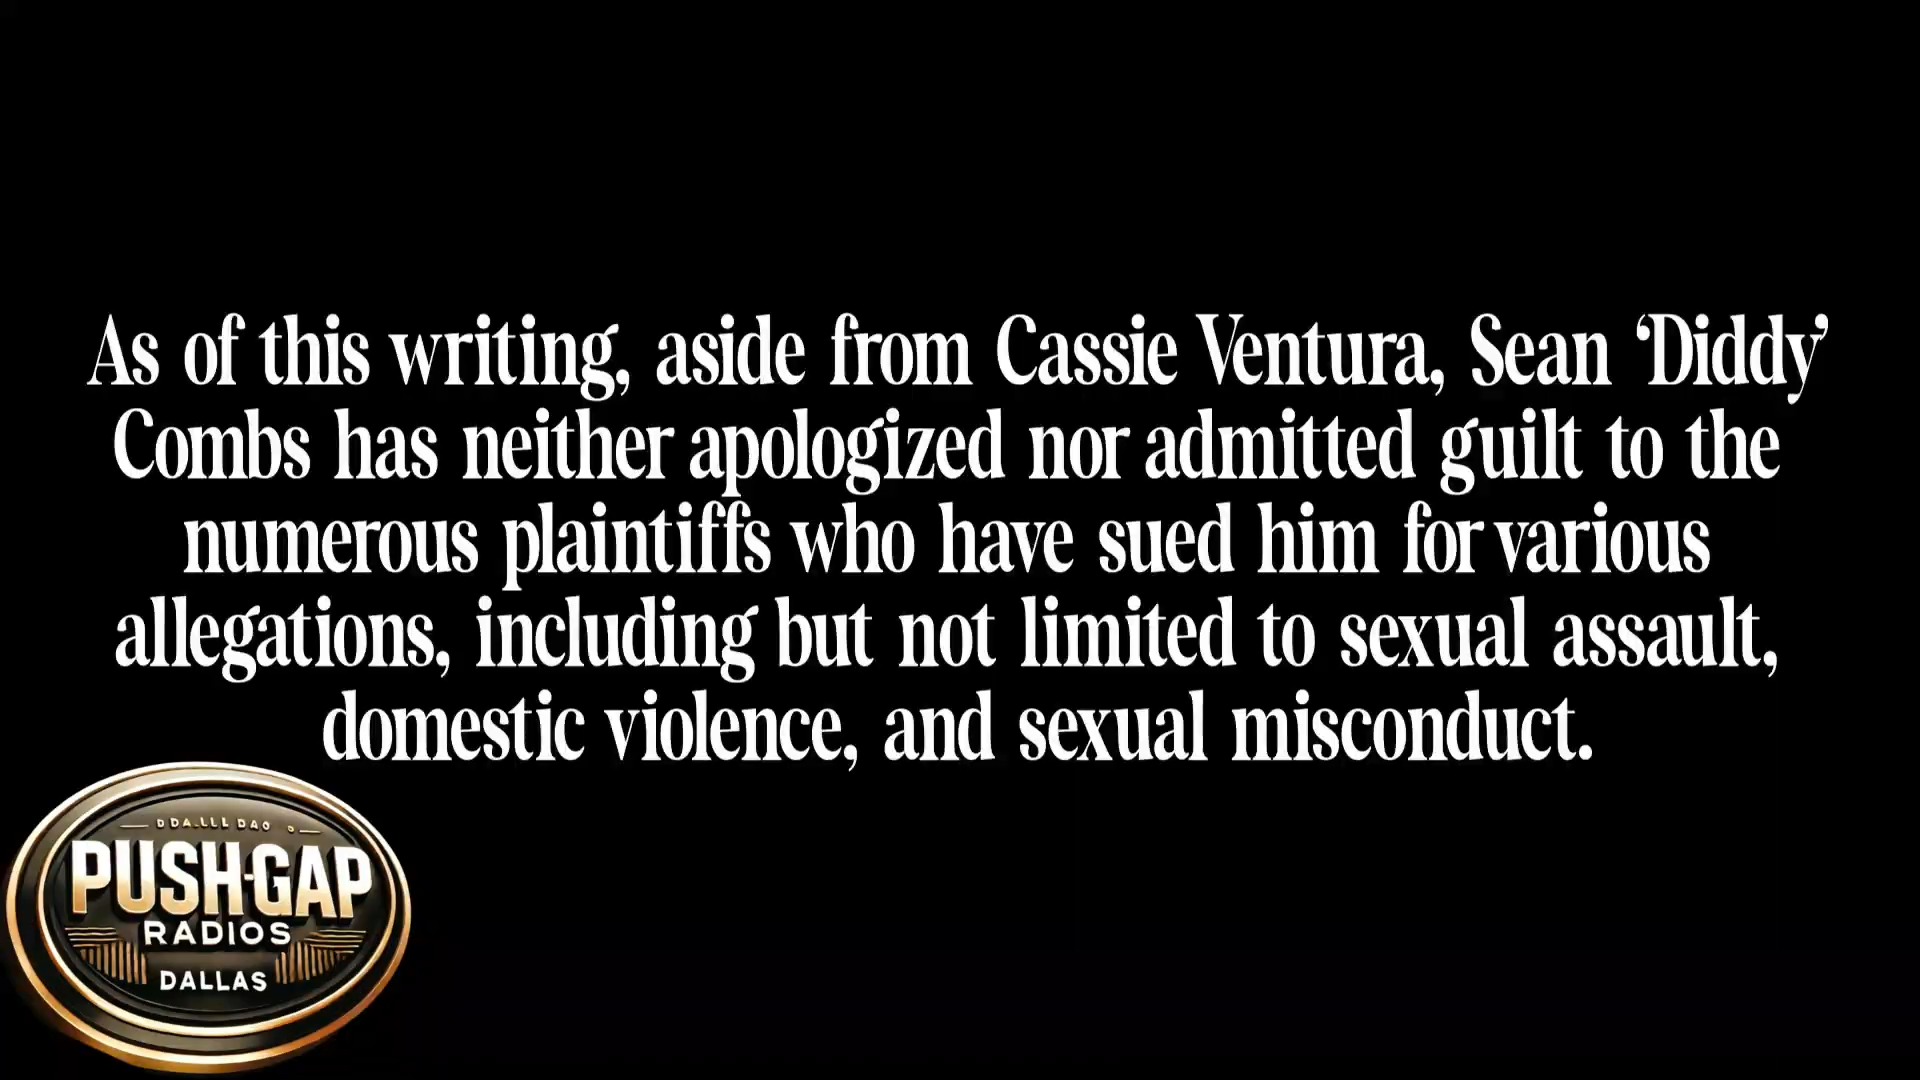 As of this writing, aside from Cassie Ventura, Sean ‘Diddy’
Combs has neither apologized nor admitted guilt to the
numerous plaintiffs who have sued him for various
allegations, including but not limited to sexual assault,
domestic violence, and sexual misconduct.
PUSH-GAP
RADIOS
DALLAS